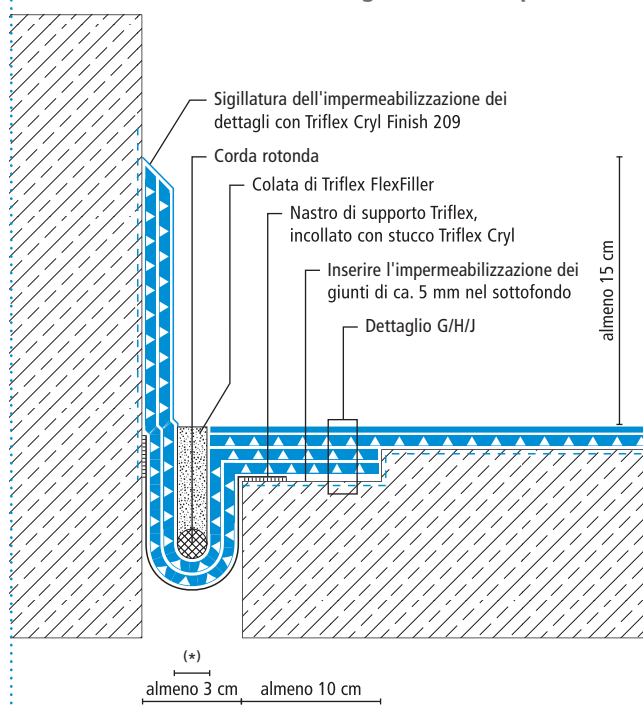 Sigillatura dell'impermeabilizzazione dei
dettagli con Triflex Cryl Finish 209
Corda rotonda
Colata di Triflex FlexFiller
Nastro di supporto Triflex,
incollato con stucco Triflex Cryl
Inserire l'impermeabilizzazione dei
giunti di ca. 5 mm nel sottofondo
Dettaglio G/H/J
almeno 15 cm
(*)
almeno 3 cm
almeno 10 cm